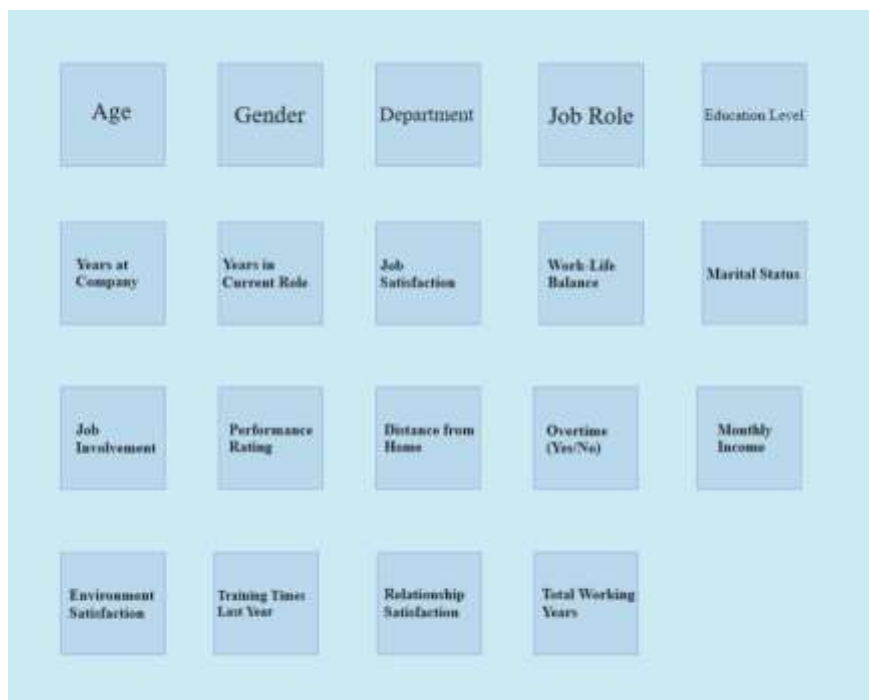 Age
Gender
Department
Job Role
Education Level
Years at
Company
Years in
Current Role
Job
Satisfaction
Work-Life
Balance
Marital Status
Job
Involvement
Performance
Rating
Distance from
Home
Overtime
(Yes/No)
Monthly
Income
Environment
Satisfaction
Training Times
Last Year
Relationship
Satisfaction
Total Working
Years